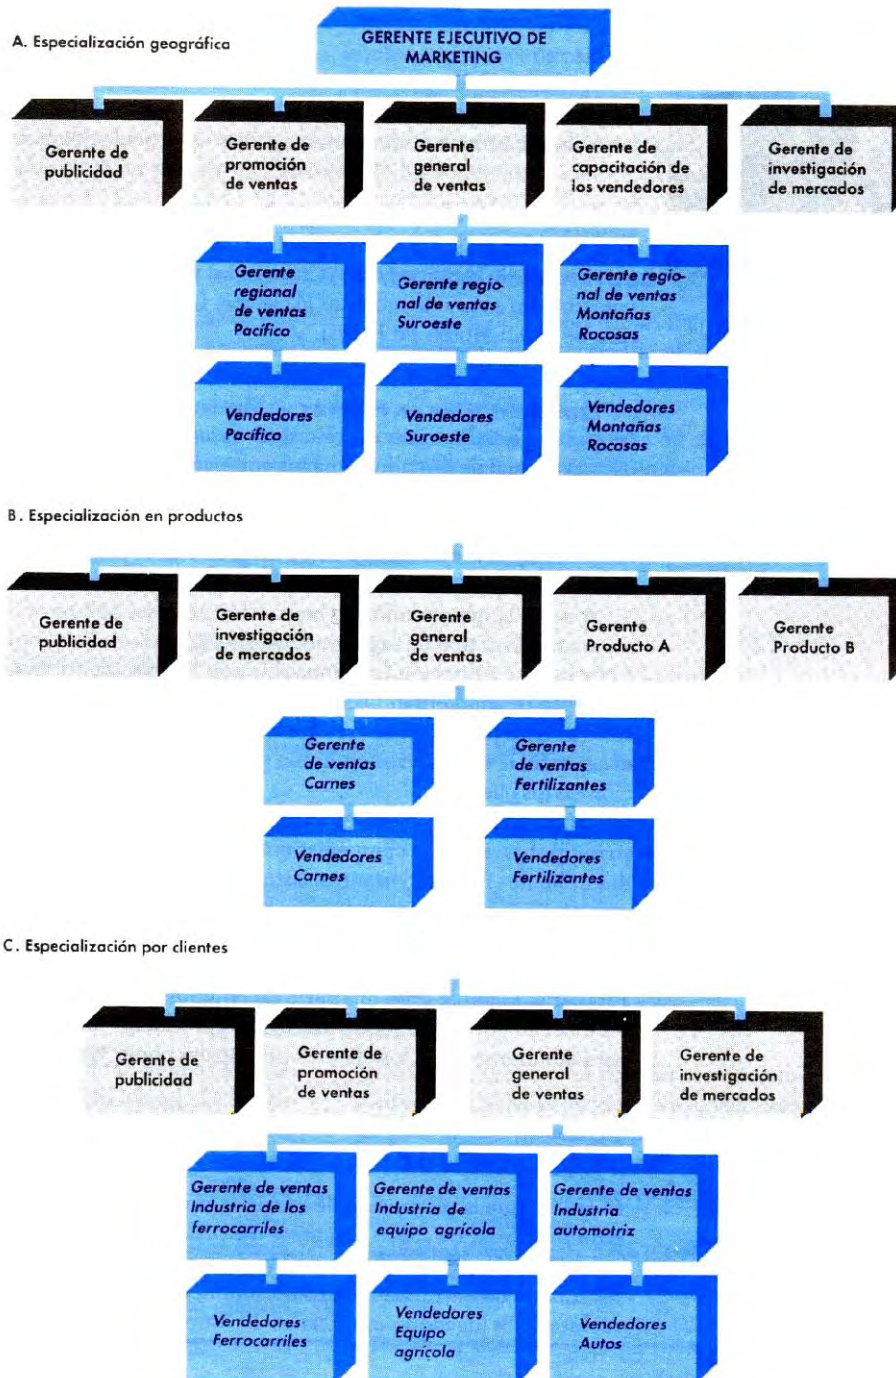 A. Especialización geográfica
GERENTE EJECUTIVO DE
MARKETING
Gerente de
publicidad
Gerente de
promoción
de ventas
Gerente
general
de ventas
Gerente de
capacitación de
los vendedores
Gerente de
investigación
de mercados
Gerente
regional
de ventas
Pacífico
Gerente regio-
nal de ventas
Suroeste
Gerente regio-
nal de ventas
Montañas
Rocosas
Vendedores
Pacífico
Vendedores
Suroeste
Vendedores
Montañas
Rocosas
B. Especialización en productos
Gerente de
publicidad
Gerente de
investigación
de mercados
Gerente
general
de ventas
Gerente
Producto A
Gerente
Producto B
Gerente
de ventas
Carnes
Gerente
de ventas
Fertilizantes
Vendedores
Carnes
Vendedores
Fertilizantes
C. Especialización por clientes
Gerente de
publicidad
Gerente de
promoción
de ventas
Gerente
general
de ventas
Gerente de
investigación
de mercados
Gerente de ventas
Industria de los
ferrocarriles
Gerente de ventas
Industria de
equipo agrícola
Gerente de ventas
Industria
automotriz
Vendedores
Ferrocarriles
Vendedores
Equipo
agrícola
Vendedores
Autos